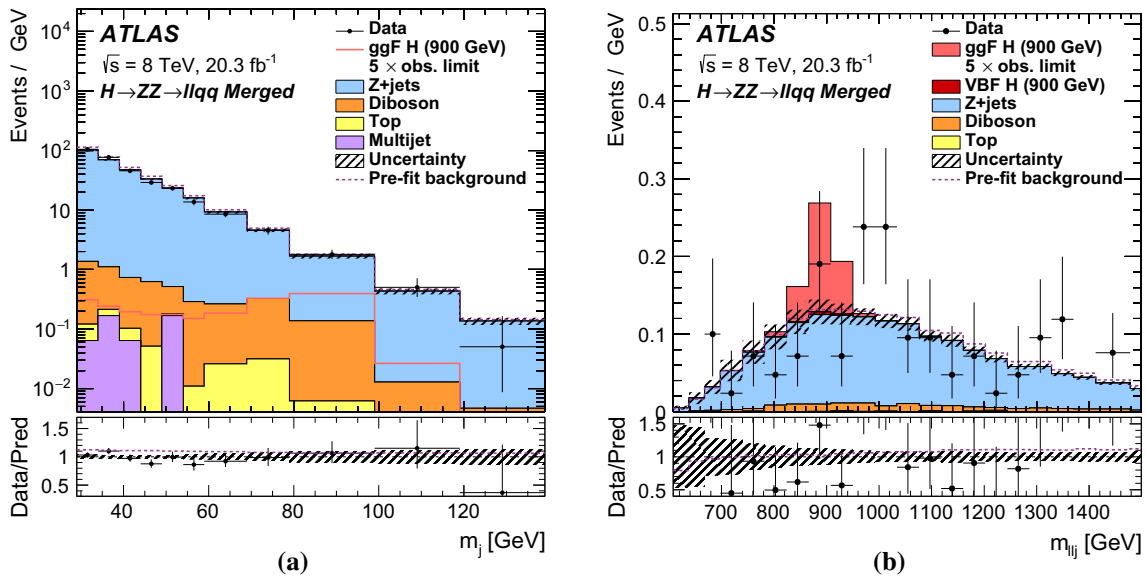 Events / GeV
10⁴
10³
10²
10
1
10⁻¹
10⁻²
ATLAS
√s = 8 TeV, 20.3 fb⁻¹
H→ZZ→llqq Merged
Data
ggF H (900 GeV)
5 × obs. limit
Z+jets
Diboson
Top
Multijet
Uncertainty
Pre-fit background
Data/Pred
1.5
1
0.5
40 60 80 100 120
m_j [GeV]
(a)
Events / GeV
0.5
0.4
0.3
0.2
0.1
0
ATLAS
√s = 8 TeV, 20.3 fb⁻¹
H→ZZ→llqq Merged
Data
ggF H (900 GeV)
5 × obs. limit
VBF H (900 GeV)
Z+jets
Diboson
Top
Uncertainty
Pre-fit background
Data/Pred
1.5
1
0.5
700 800 900 1000 1100 1200 1300 1400
m_llj [GeV]
(b)